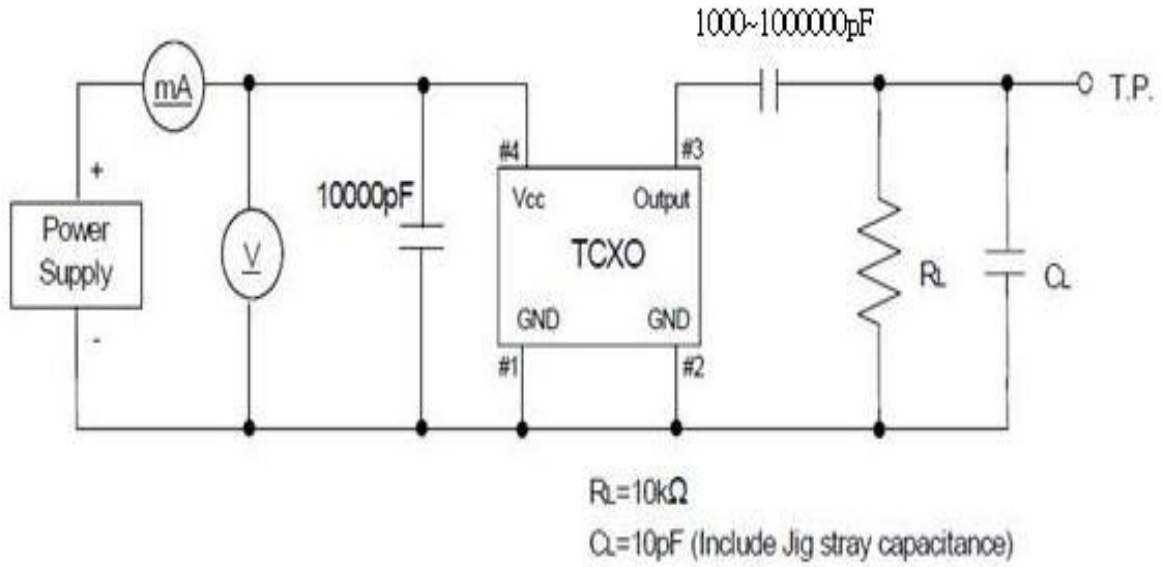 1000~1000000pF
mA
T.P.
#4
#3
+
10000pF
Vcc
Output
Power
Supply
V
TCXO
RL
CL
GND
GND
-
#1
#2
RL=10kΩ
CL=10pF (Include Jig stray capacitance)